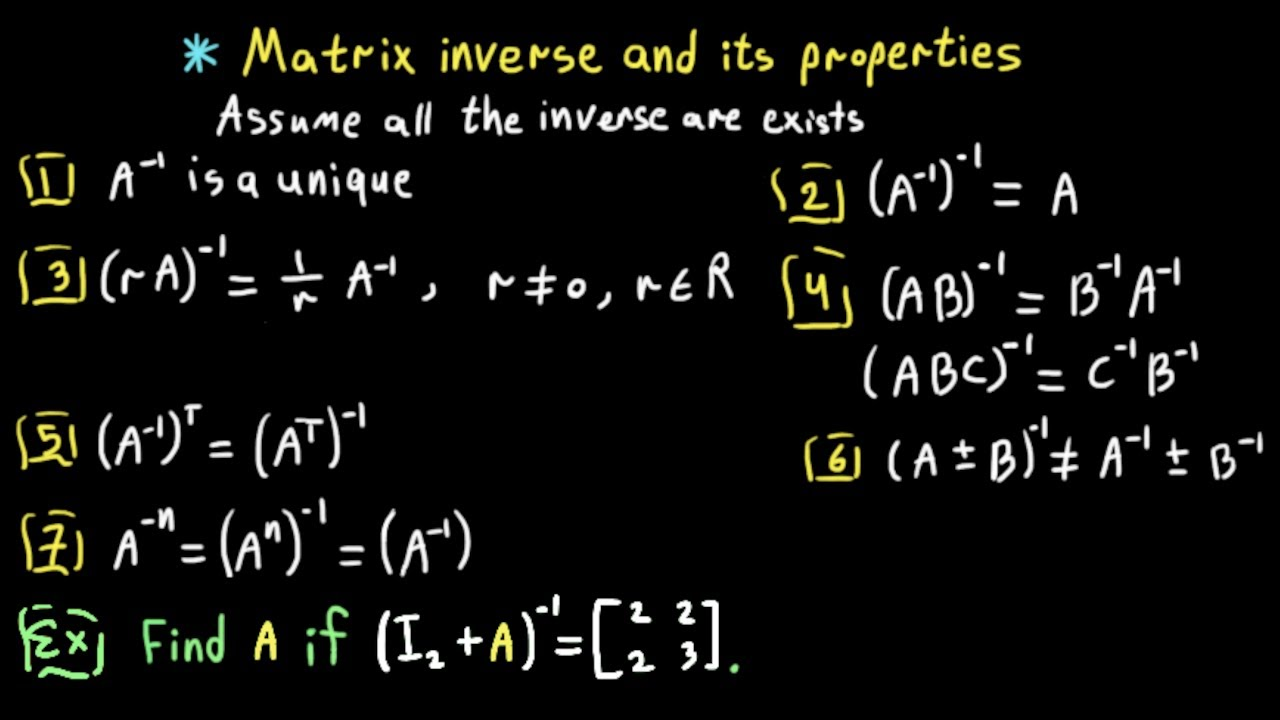 * Matrix inverse and its properties
Assume all the inverse are exists
[1] A⁻¹ is a unique
[2] (A⁻¹)⁻¹ = A
[3] (rA)⁻¹ = 1/r A⁻¹, r ≠ 0, r ∈ R
[4] (AB)⁻¹ = B⁻¹A⁻¹
(ABC)⁻¹ = C⁻¹B⁻¹
[5] (A⁻¹)ᵀ = (Aᵀ)⁻¹
[6] (A ± B)⁻¹ ≠ A⁻¹ ± B⁻¹
[7] A⁻ⁿ = (Aⁿ)⁻¹ = (A⁻¹)
[Ex] Find A if (I₂ + A)⁻¹ = [2 2
2 3].